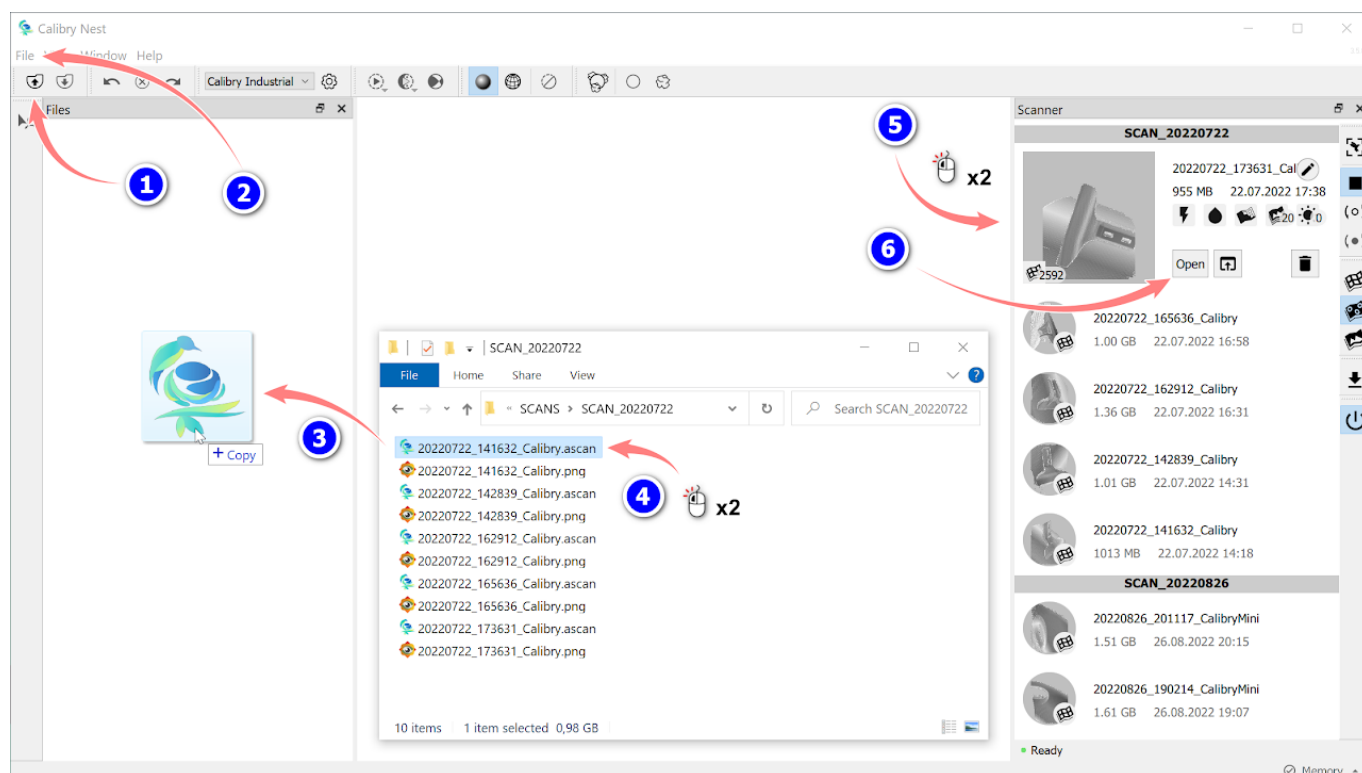 Calibry Nest
File Window Help
Calibry Industrial
Files
Scanner
SCAN_20220722
20220722_173631_Cal
955 MB 22.07.2022 17:38
20 0
Open
2592
20220722_165636_Calibry
1.00 GB 22.07.2022 16:58
20220722_162912_Calibry
1.36 GB 22.07.2022 16:31
20220722_142839_Calibry
1.01 GB 22.07.2022 14:31
20220722_141632_Calibry
1013 MB 22.07.2022 14:18
SCAN_20220826
20220826_201117_CalibryMini
1.51 GB 26.08.2022 20:15
20220826_190214_CalibryMini
1.61 GB 26.08.2022 19:07
Ready
Memory
1
2
3
4
x2
5
x2
6
+ Copy
SCAN_20220722
File Home Share View
« SCANS > SCAN_20220722
Search SCAN_20220722
20220722_141632_Calibry.ascan
20220722_141632_Calibry.png
20220722_142839_Calibry.ascan
20220722_142839_Calibry.png
20220722_162912_Calibry.ascan
20220722_162912_Calibry.png
20220722_165636_Calibry.ascan
20220722_165636_Calibry.png
20220722_173631_Calibry.ascan
20220722_173631_Calibry.png
10 items 1 item selected 0,98 GB